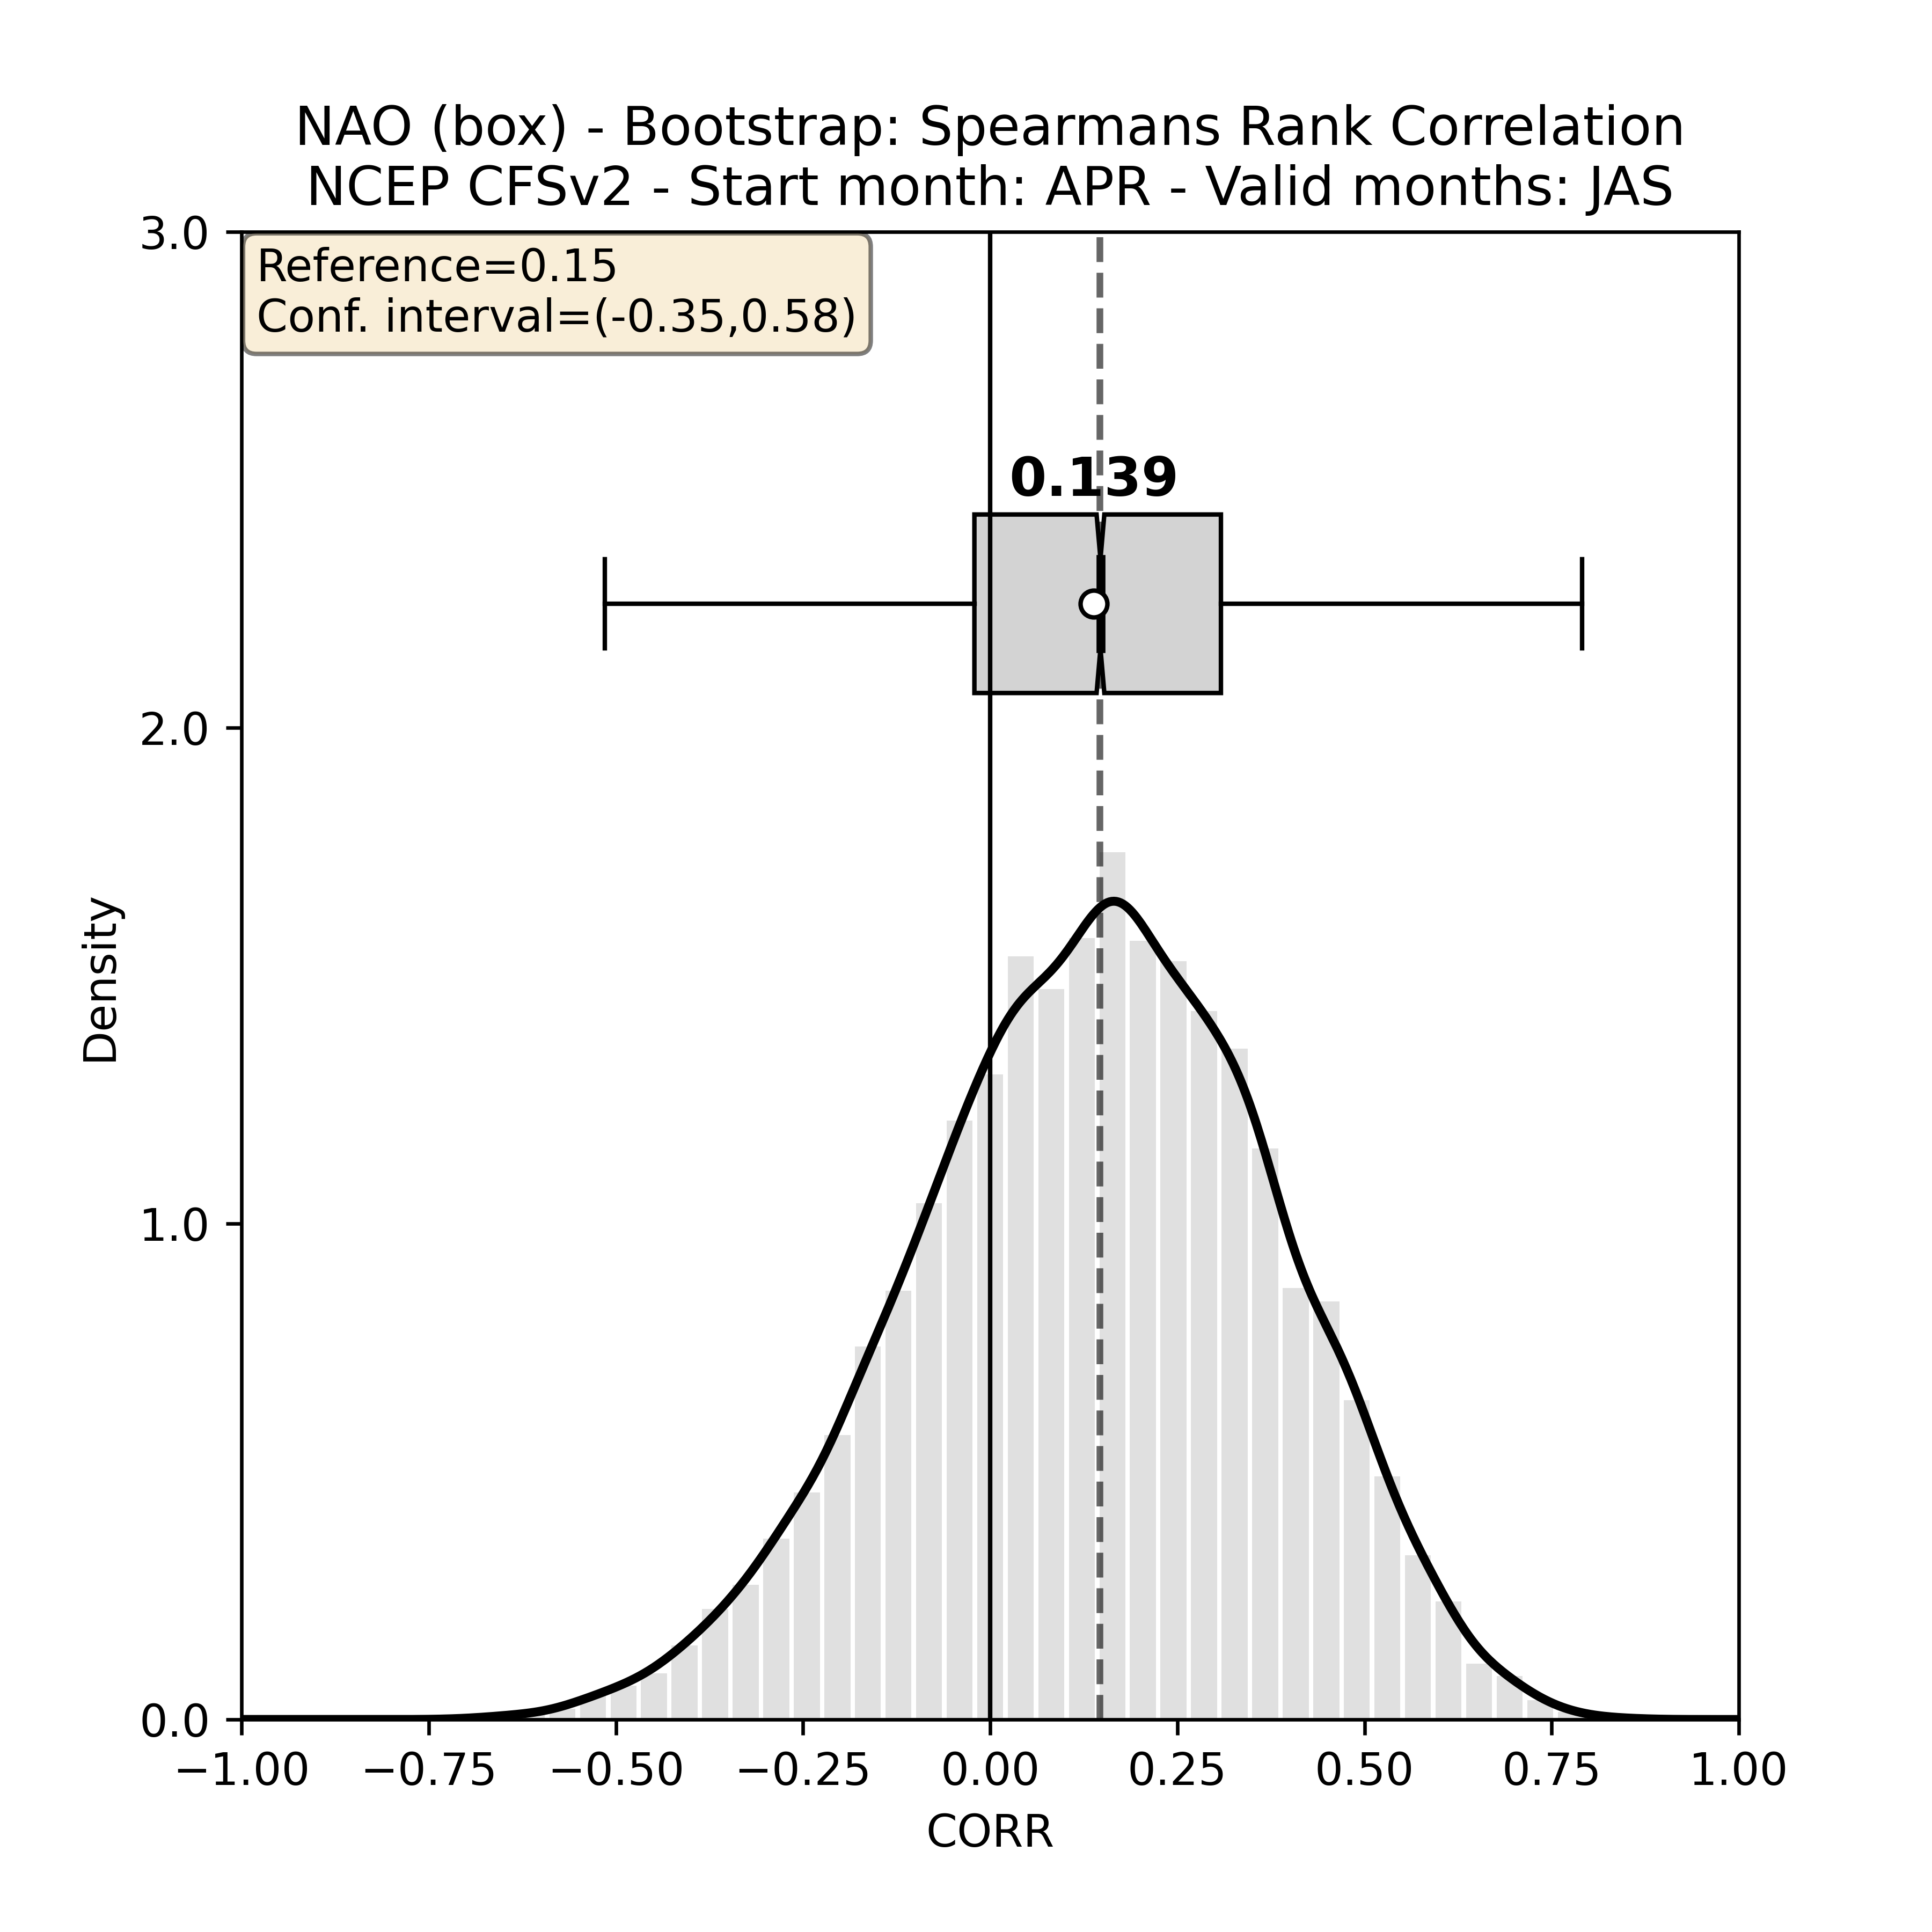 NAO (box) - Bootstrap: Spearmans Rank Correlation
NCEP CFSv2 - Start month: APR - Valid months: JAS
3.0
Reference=0.15
Conf. interval=(-0.35,0.58)
0.139
2.0
Density
1.0
0.0
−1.00 −0.75 −0.50 −0.25 0.00 0.25 0.50 0.75 1.00
CORR